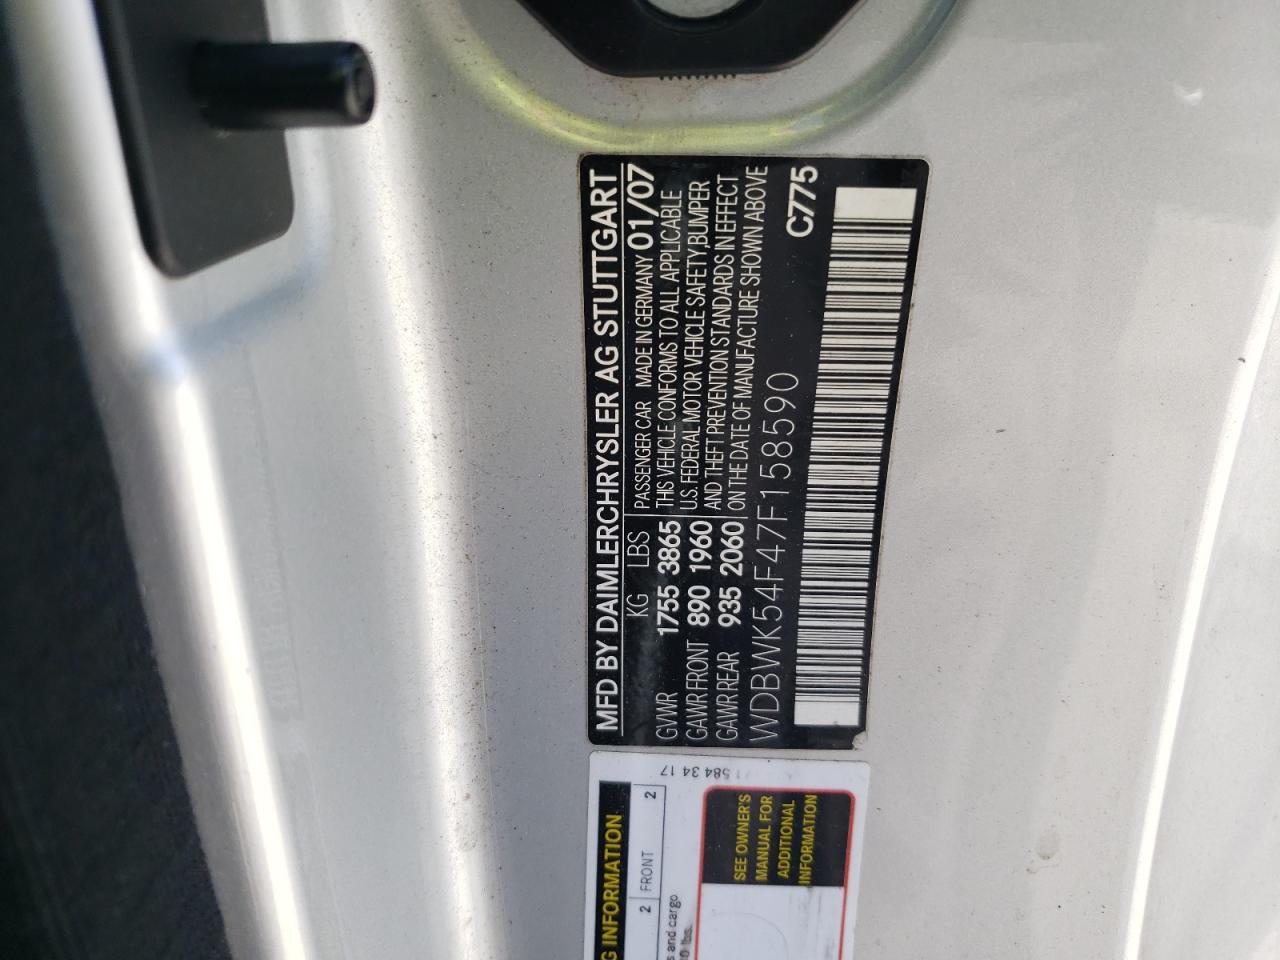 MFD BY DAIMLERCHRYSLER AG STUTTGART
KG LBS PASSENGER CAR MADE IN GERMANY 01/07
GVWR 1755 3865 THIS VEHICLE CONFORMS TO ALL APPLICABLE
GAWR FRONT 890 1960 U.S. FEDERAL MOTOR VEHICLE SAFETY,BUMPER
GAWR REAR 935 2060 AND THEFT PREVENTION STANDARDS IN EFFECT
ON THE DATE OF MANUFACTURE SHOWN ABOVE
WDBWK54F47F158590 C775
584 34 17
G INFORMATION
2 FRONT 2
s and cargo
lbs.
SEE OWNER'S
MANUAL FOR
ADDITIONAL
INFORMATION